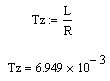 Tz := L/R
Tz = 6.949 × 10⁻³